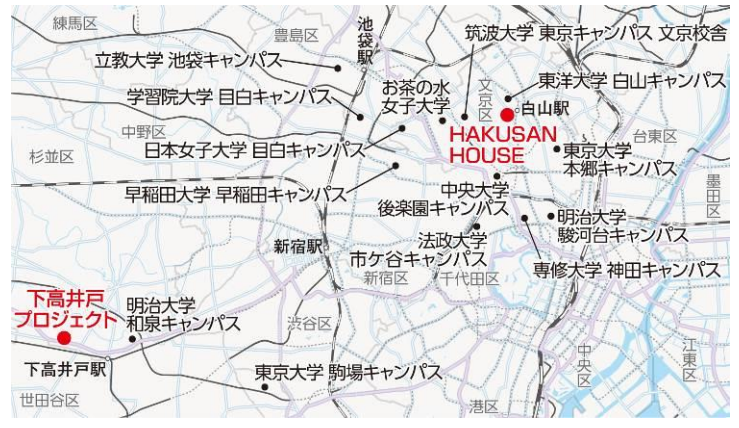 練馬区
豊島区
池袋駅
筑波大学 東京キャンパス 文京校舎
立教大学 池袋キャンパス
お茶の水
女子大学
文京区
東洋大学 白山キャンパス
学習院大学 目白キャンパス
白山駅
HAKUSAN
HOUSE
中野区
台東区
杉並区
日本女子大学 目白キャンパス
東京大学
本郷キャンパス
早稲田大学 早稲田キャンパス
中央大学
後楽園キャンパス
墨田区
明治大学
駿河台キャンパス
新宿駅
法政大学
市ケ谷キャンパス
新宿区
千代田区
専修大学 神田キャンパス
下高井戸
プロジェクト
明治大学
和泉キャンパス
渋谷区
下高井戸駅
中央区
江東区
東京大学 駒場キャンパス
世田谷区
港区